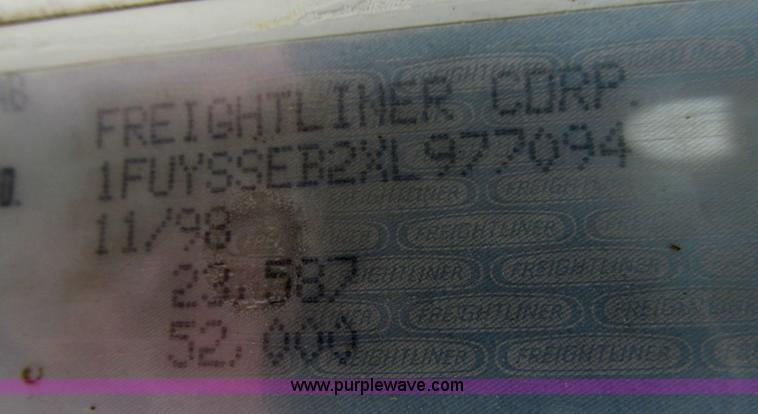 FREIGHTLINER CORP.
1FUYSSEB2XL977094
11/98
23,587
52,000
www.purplewave.com